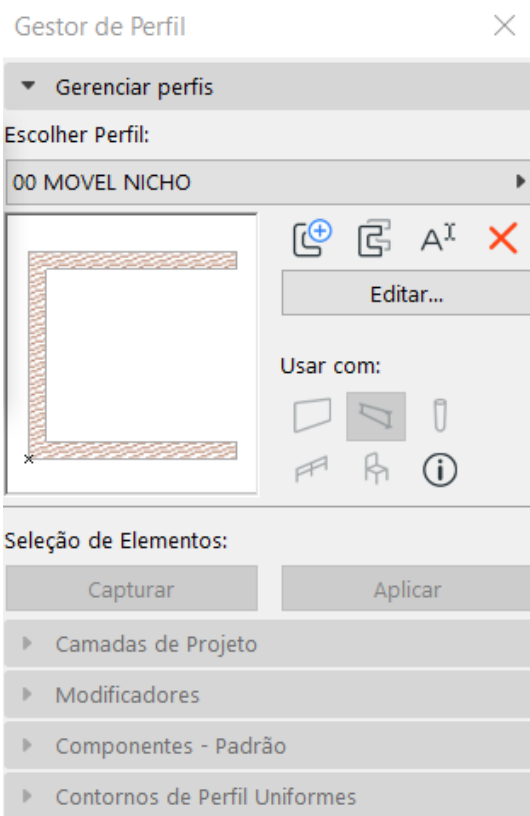 Gestor de Perfil
Gerenciar perfis
Escolher Perfil:
00 MOVEL NICHO
Editar...
Usar com:
Seleção de Elementos:
Capturar
Aplicar
Camadas de Projeto
Modificadores
Componentes - Padrão
Contornos de Perfil Uniformes